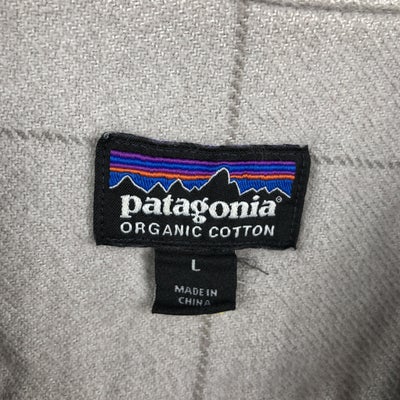 patagonia
ORGANIC COTTON
L
MADE IN
CHINA